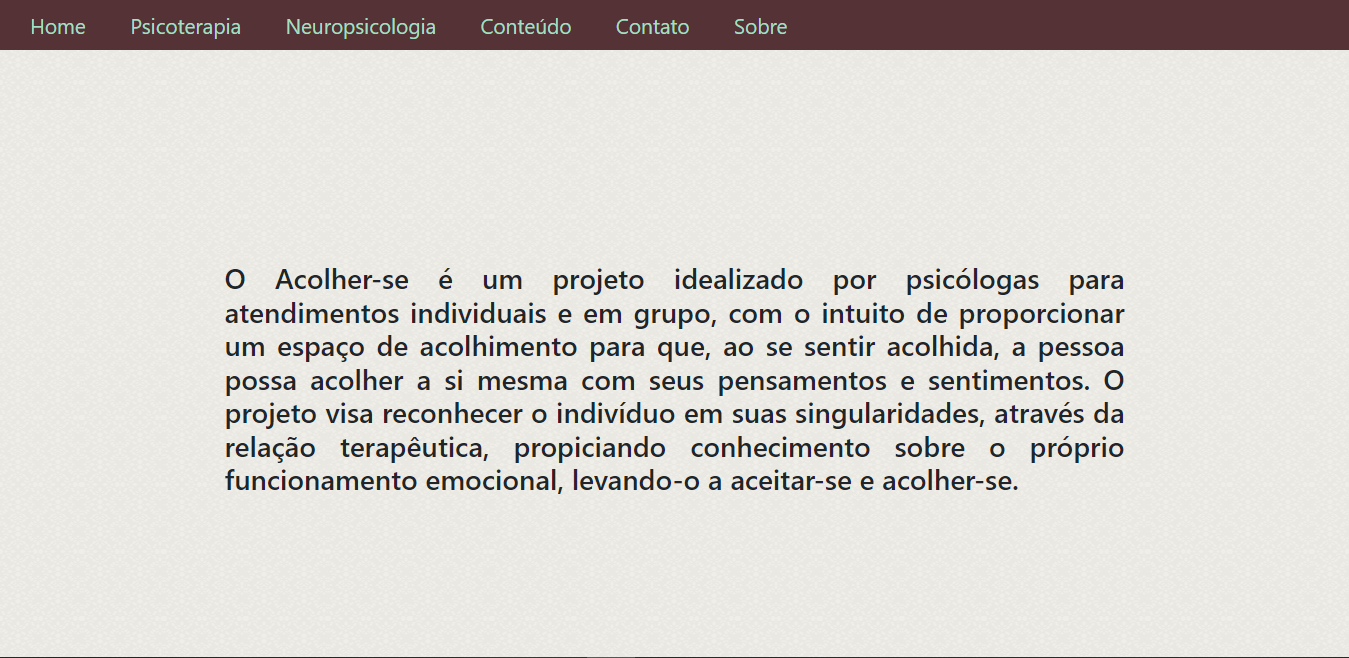 Home Psicoterapia Neuropsicologia Conteúdo Contato Sobre
O Acolher-se é um projeto idealizado por psicólogas para
atendimentos individuais e em grupo, com o intuito de proporcionar
um espaço de acolhimento para que, ao se sentir acolhida, a pessoa
possa acolher a si mesma com seus pensamentos e sentimentos. O
projeto visa reconhecer o indivíduo em suas singularidades, através da
relação terapêutica, propiciando conhecimento sobre o próprio
funcionamento emocional, levando-o a aceitar-se e acolher-se.